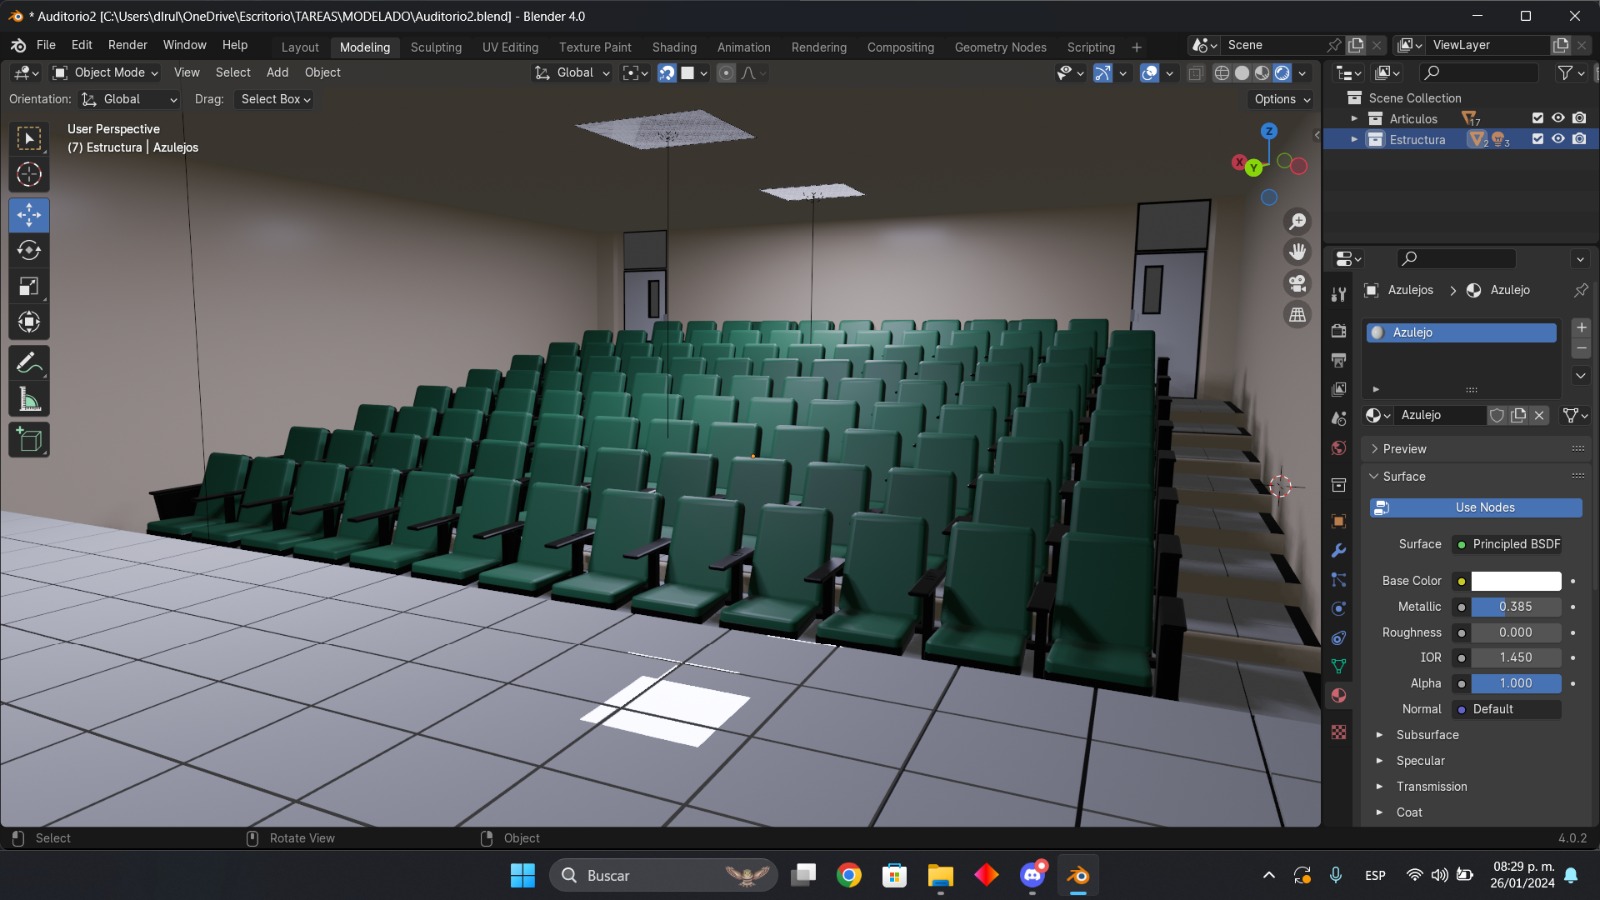 * Auditorio2 [C:\Users\dlrul\OneDrive\Escritorio\TAREAS\MODELADO\Auditorio2.blend] - Blender 4.0
File Edit Render Window Help Layout Modeling Sculpting UV Editing Texture Paint Shading Animation Rendering Compositing Geometry Nodes Scripting + Scene ViewLayer
Object Mode View Select Add Object Global
Orientation: Global Drag: Select Box Options
User Perspective
(7) Estructura | Azulejos
Z
X
Y
Scene Collection
Articulos 17
Estructura 2 3
Azulejos > Azulejo
Azulejo
Azulejo
Preview
Surface
Use Nodes
Surface Principled BSDF
Base Color
Metallic 0.385
Roughness 0.000
IOR 1.450
Alpha 1.000
Normal Default
Subsurface
Specular
Transmission
Coat
Select Rotate View Object 4.0.2
Buscar
ESP
08:29 p. m.
26/01/2024